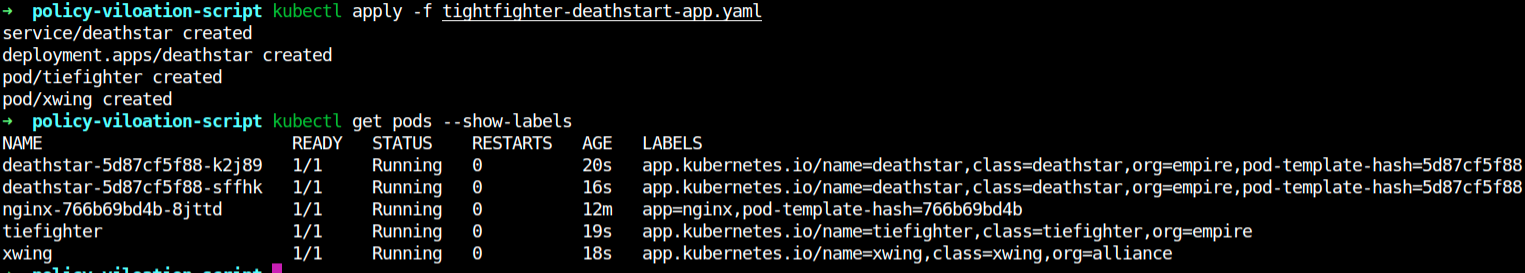 ➜  policy-viloation-script kubectl apply -f tightfighter-deathstart-app.yaml
service/deathstar created
deployment.apps/deathstar created
pod/tiefighter created
pod/xwing created
➜  policy-viloation-script kubectl get pods --show-labels
NAME                         READY   STATUS    RESTARTS   AGE   LABELS
deathstar-5d87cf5f88-k2j89   1/1     Running   0          20s   app.kubernetes.io/name=deathstar,class=deathstar,org=empire,pod-template-hash=5d87cf5f88
deathstar-5d87cf5f88-sffhk   1/1     Running   0          16s   app.kubernetes.io/name=deathstar,class=deathstar,org=empire,pod-template-hash=5d87cf5f88
nginx-766b69bd4b-8jttd       1/1     Running   0          12m   app=nginx,pod-template-hash=766b69bd4b
tiefighter                   1/1     Running   0          19s   app.kubernetes.io/name=tiefighter,class=tiefighter,org=empire
xwing                        1/1     Running   0          18s   app.kubernetes.io/name=xwing,class=xwing,org=alliance
➜  policy-viloation-script